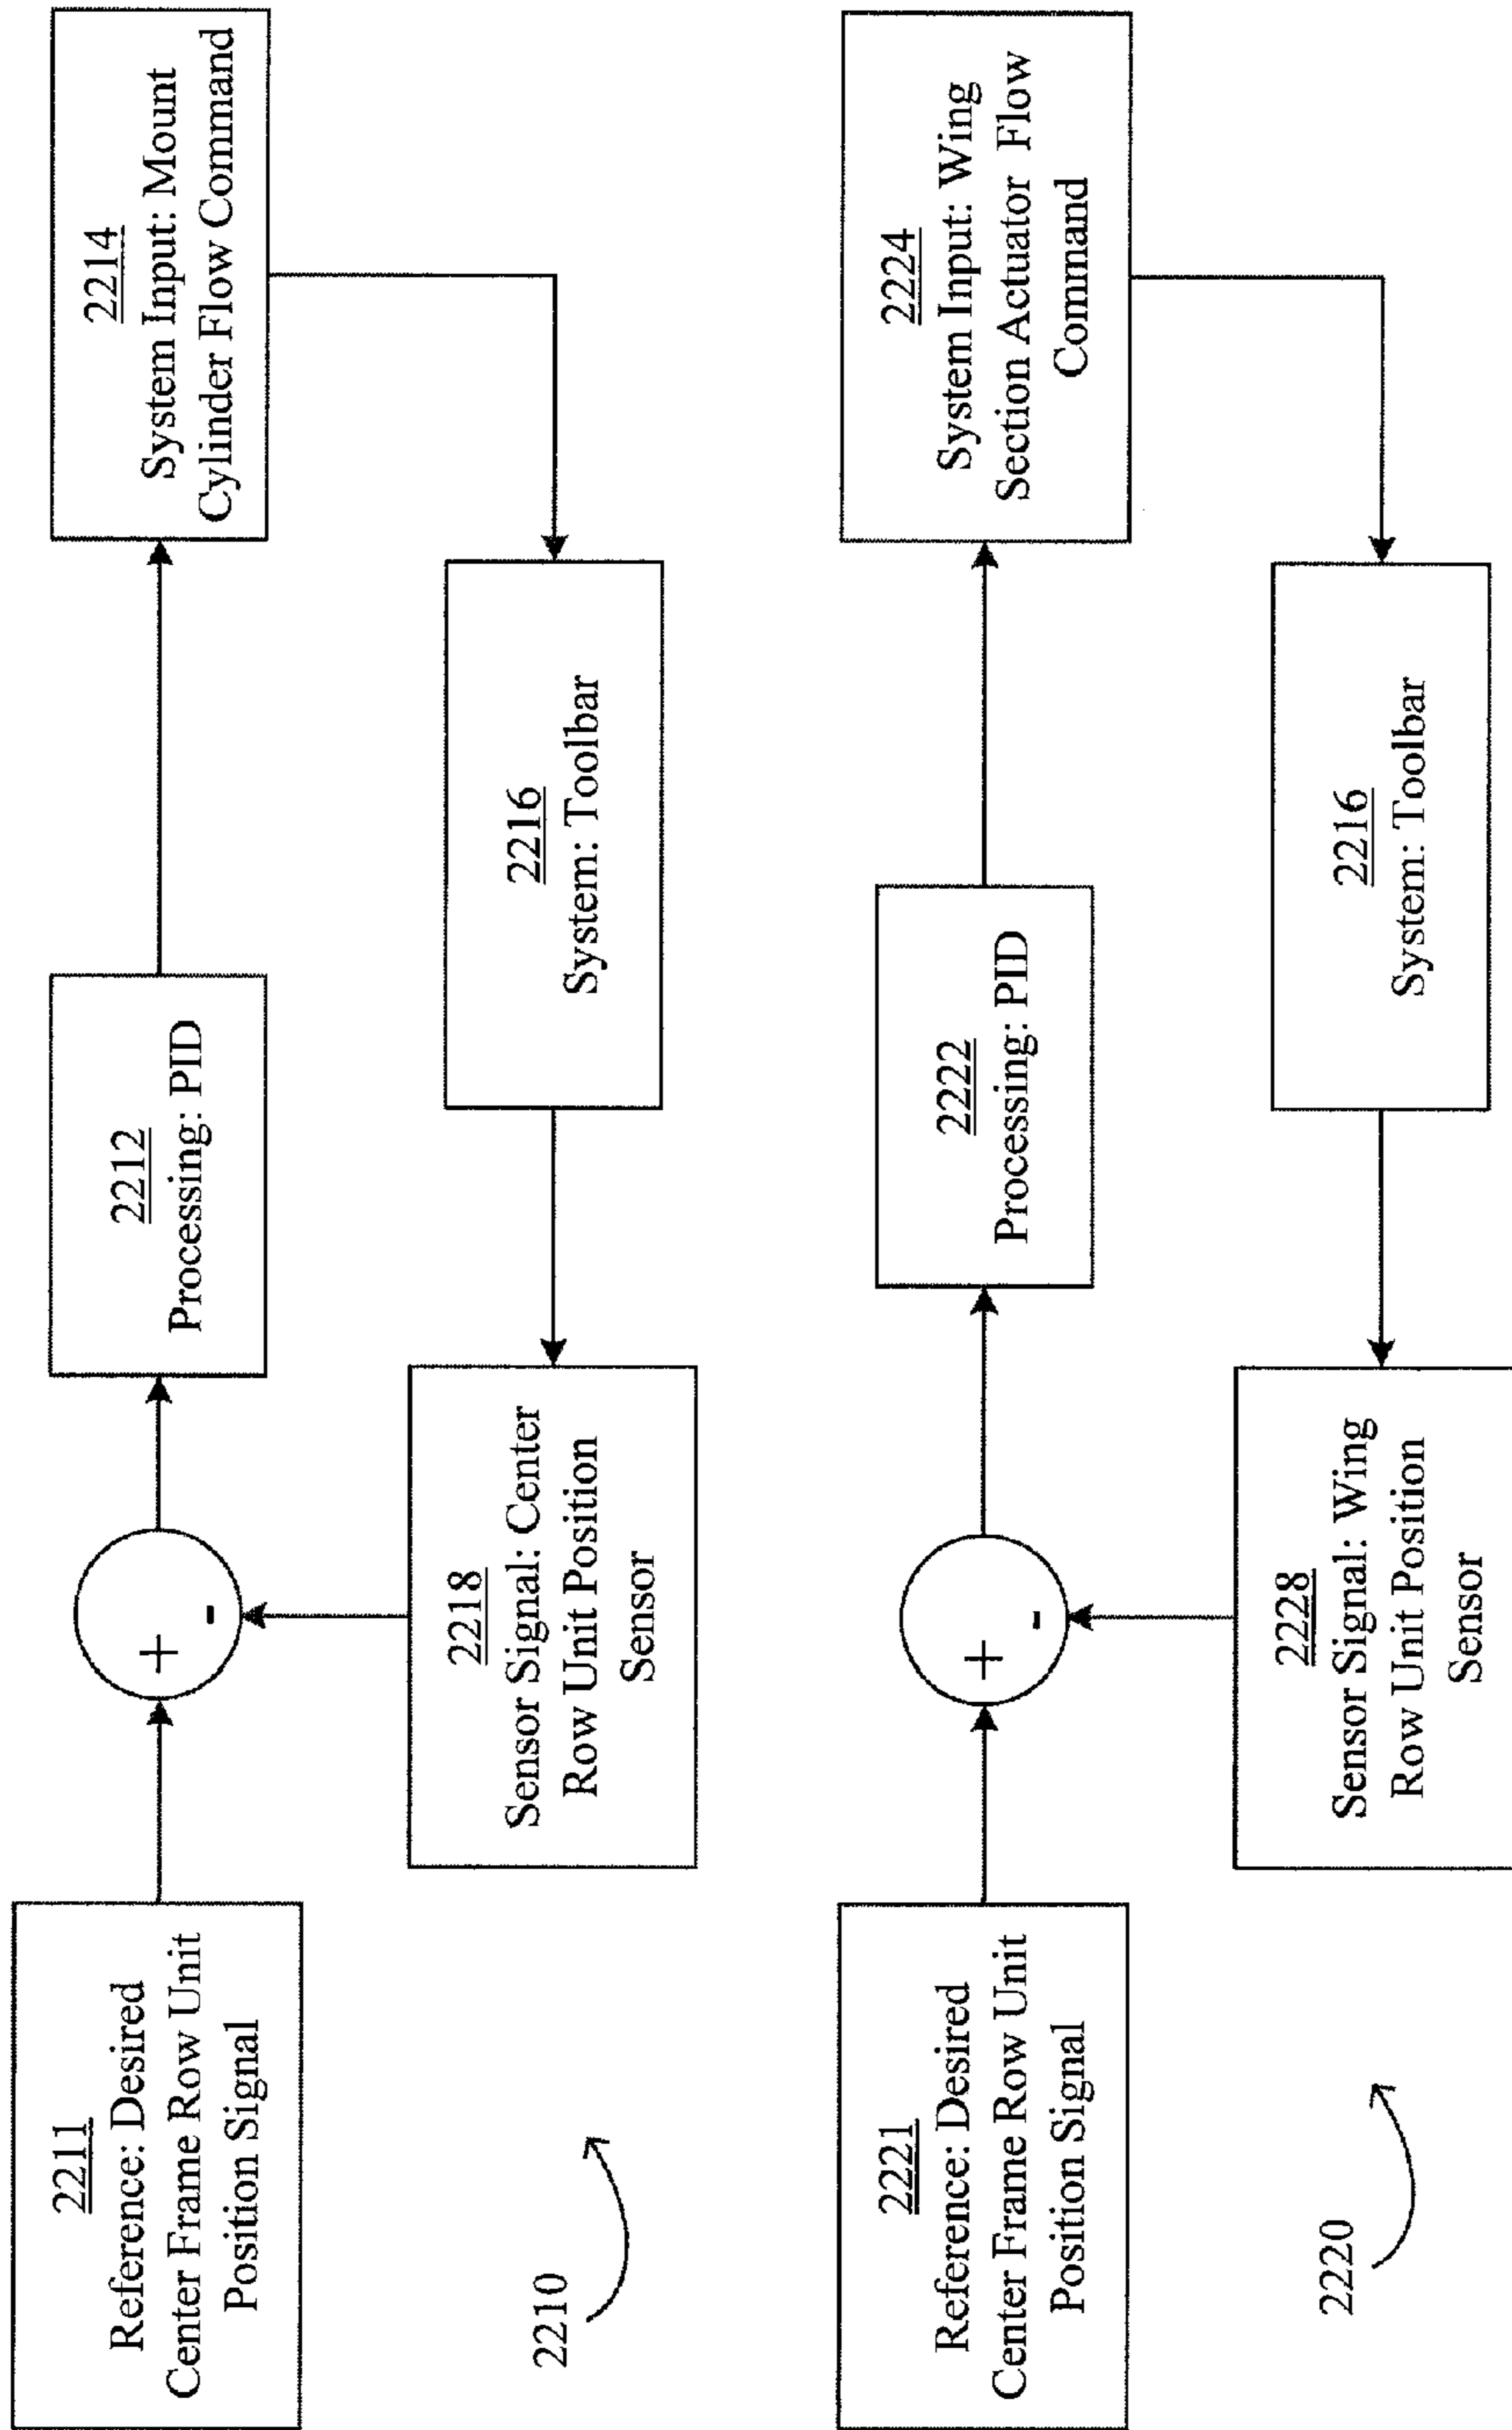 2211
Reference: Desired
Center Frame Row Unit
Position Signal
+
-
2212
Processing: PID
2214
System Input: Mount
Cylinder Flow Command
2218
Sensor Signal: Center
Row Unit Position
Sensor
2216
System: Toolbar
2210
2221
Reference: Desired
Center Frame Row Unit
Position Signal
+
-
2222
Processing: PID
2224
System Input: Wing
Section Actuator Flow
Command
2228
Sensor Signal: Wing
Row Unit Position
Sensor
2216
System: Toolbar
2220